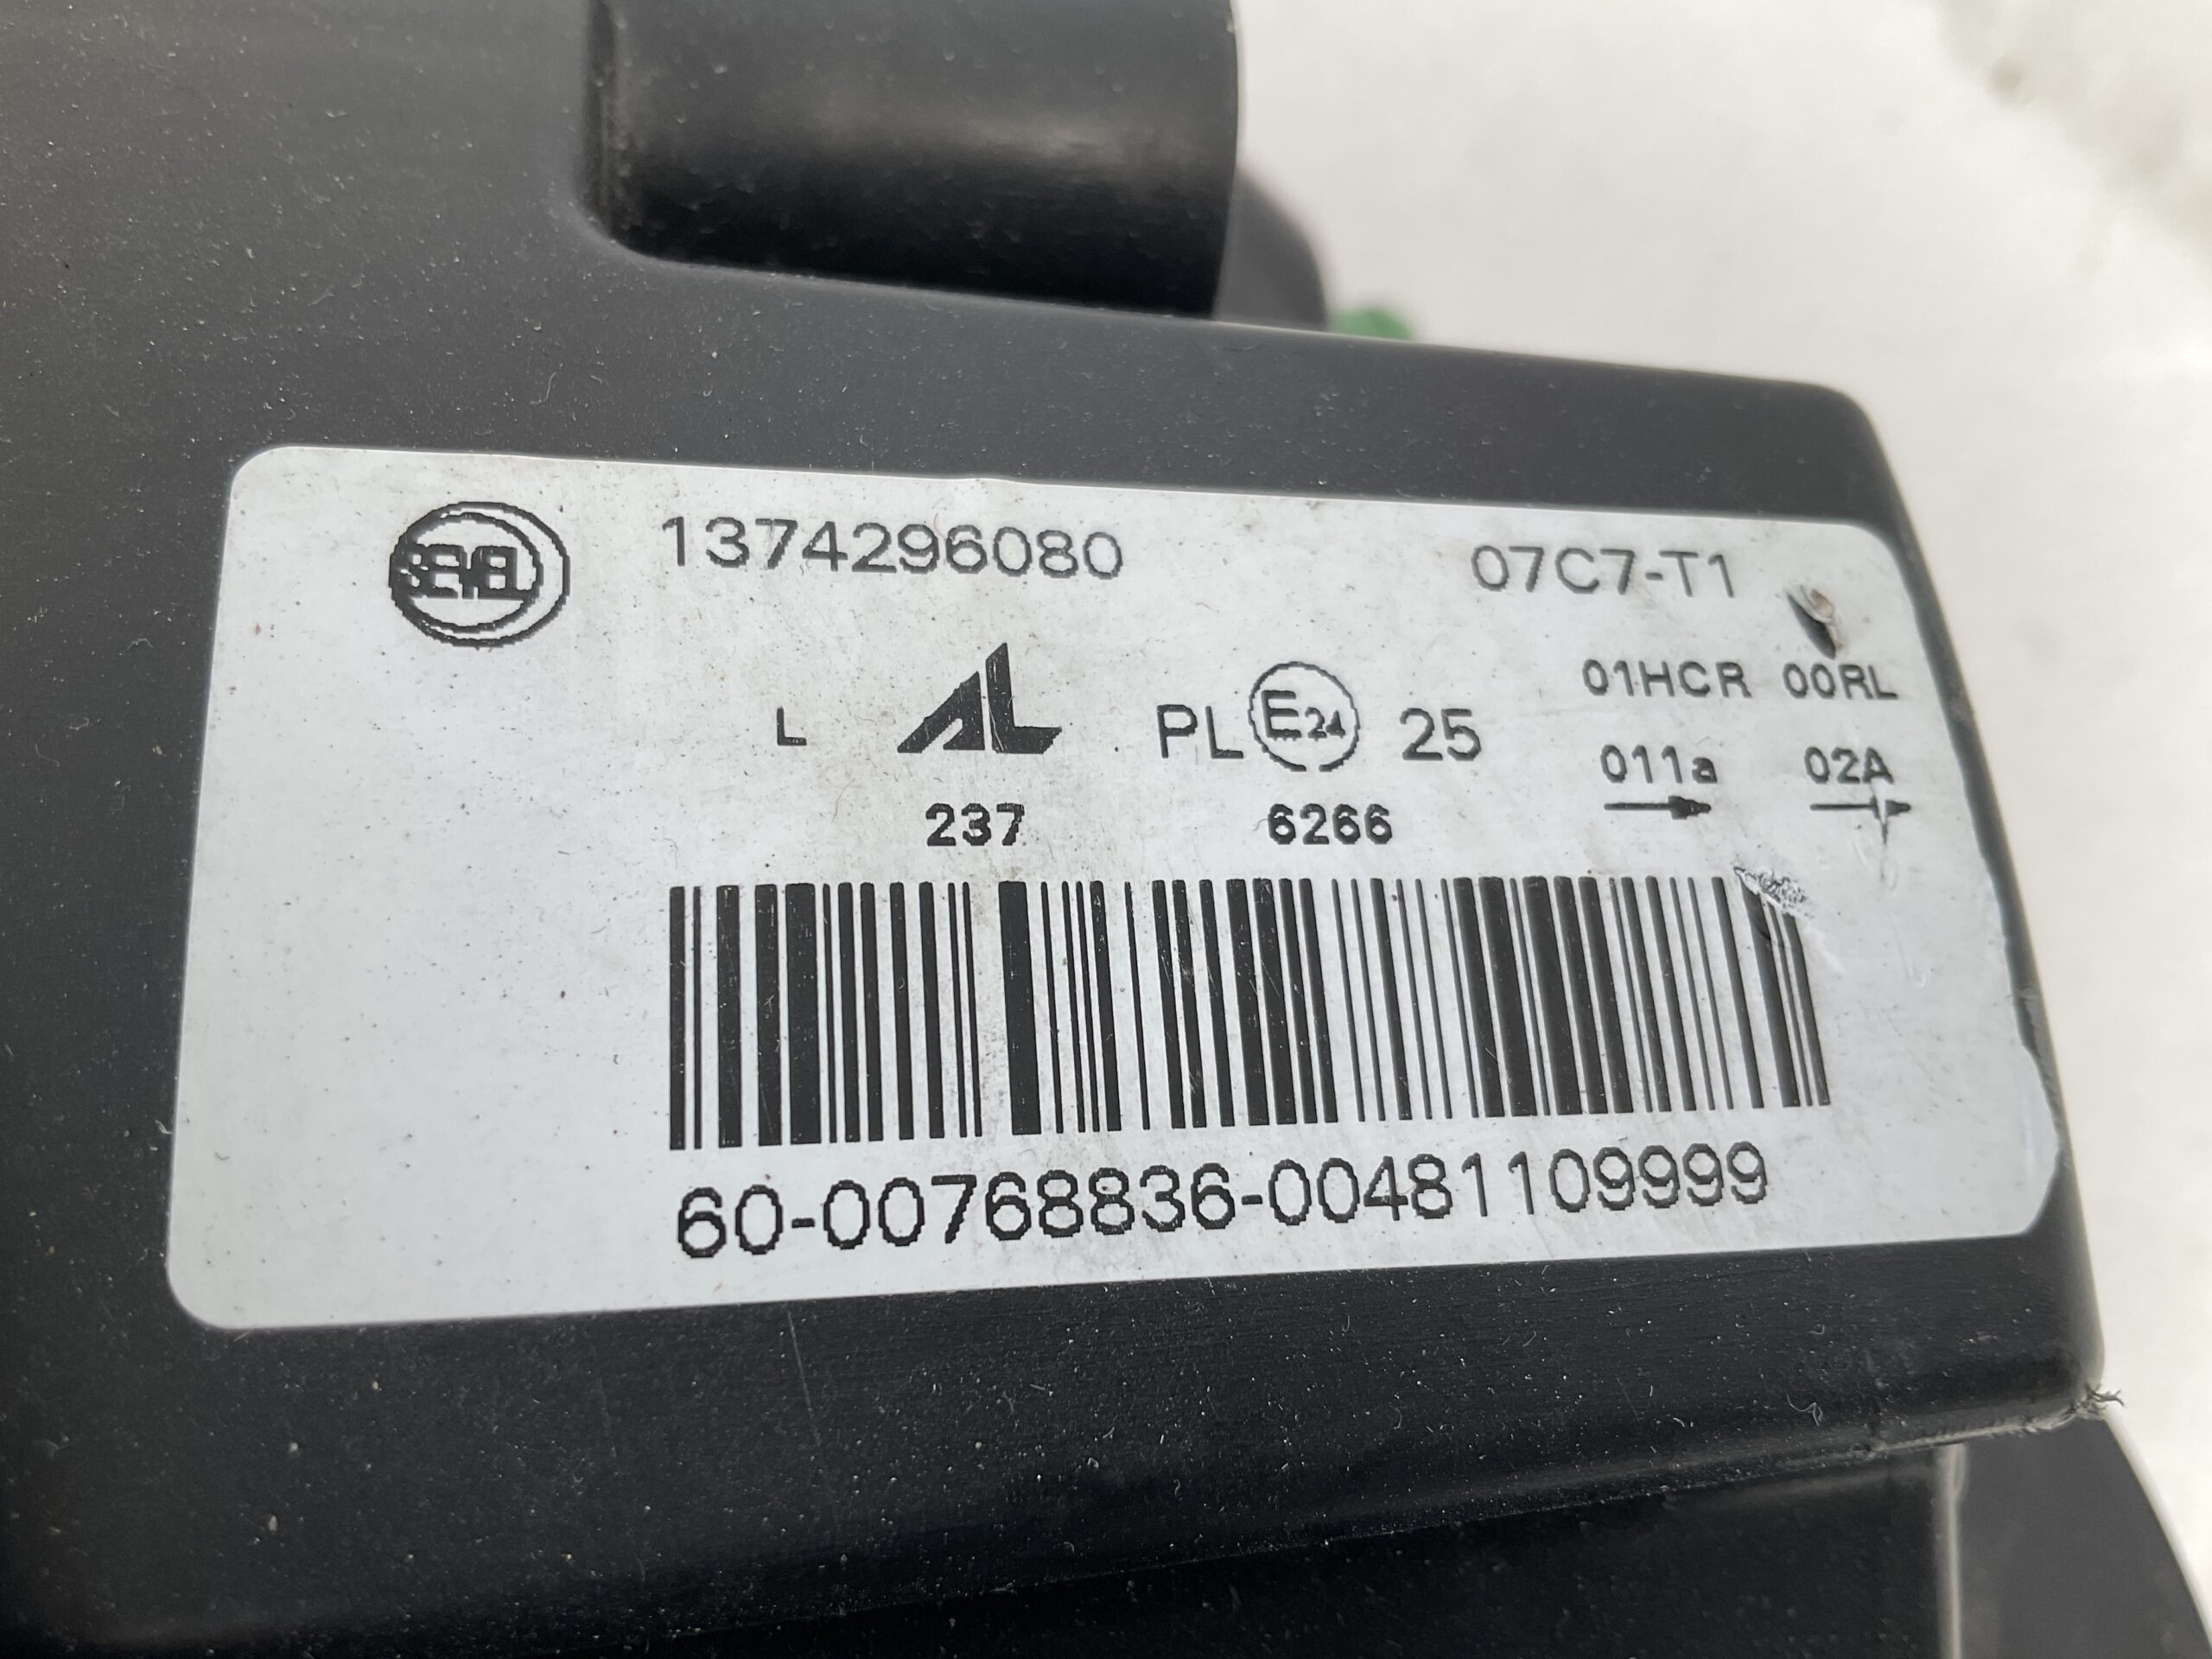 SEVEL 1374296080 07C7-T1
01HCR 00RL
L AL PL E24 25
011a 02A
237 6266
60-00768836-00481109999